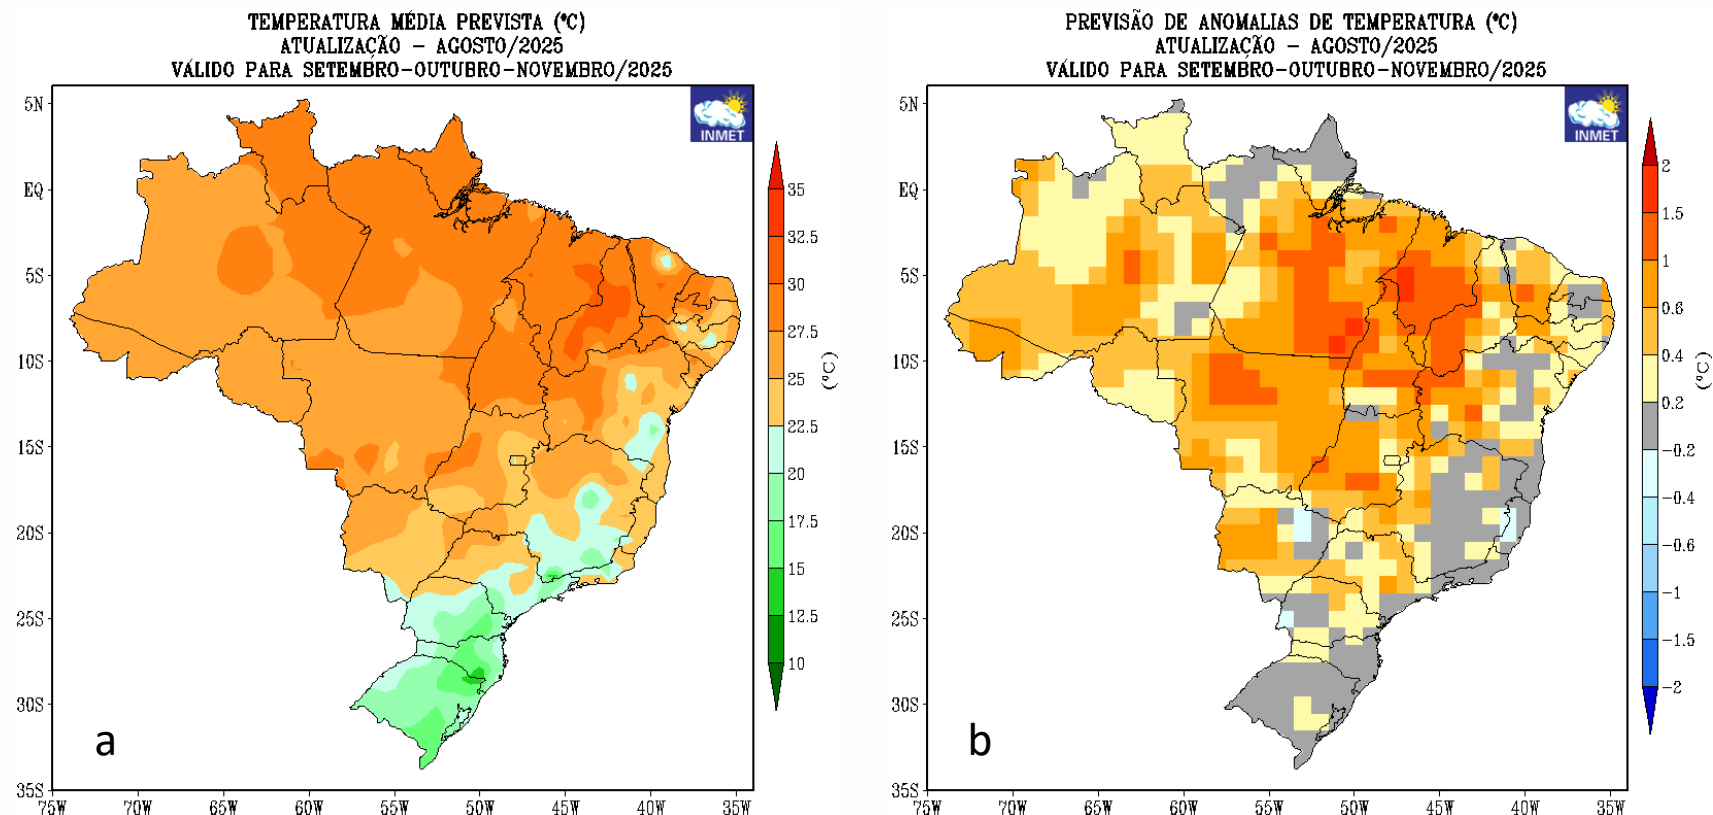 TEMPERATURA MÉDIA PREVISTA (°C)
ATUALIZAÇÃO - AGOSTO/2025
VÁLIDO PARA SETEMBRO-OUTUBRO-NOVEMBRO/2025
INMET
5N
EQ
5S
10S
15S
20S
25S
30S
35S
75W 70W 65W 60W 55W 50W 45W 40W 35W
35
32.5
30
27.5
25
22.5
20
17.5
15
12.5
10
(°C)
a
PREVISÃO DE ANOMALIAS DE TEMPERATURA (°C)
ATUALIZAÇÃO - AGOSTO/2025
VÁLIDO PARA SETEMBRO-OUTUBRO-NOVEMBRO/2025
INMET
5N
EQ
5S
10S
15S
20S
25S
30S
35S
75W 70W 65W 60W 55W 50W 45W 40W 35W
2
1.5
1
0.6
0.4
0.2
-0.2
-0.4
-0.6
-1
-1.5
-2
(°C)
b